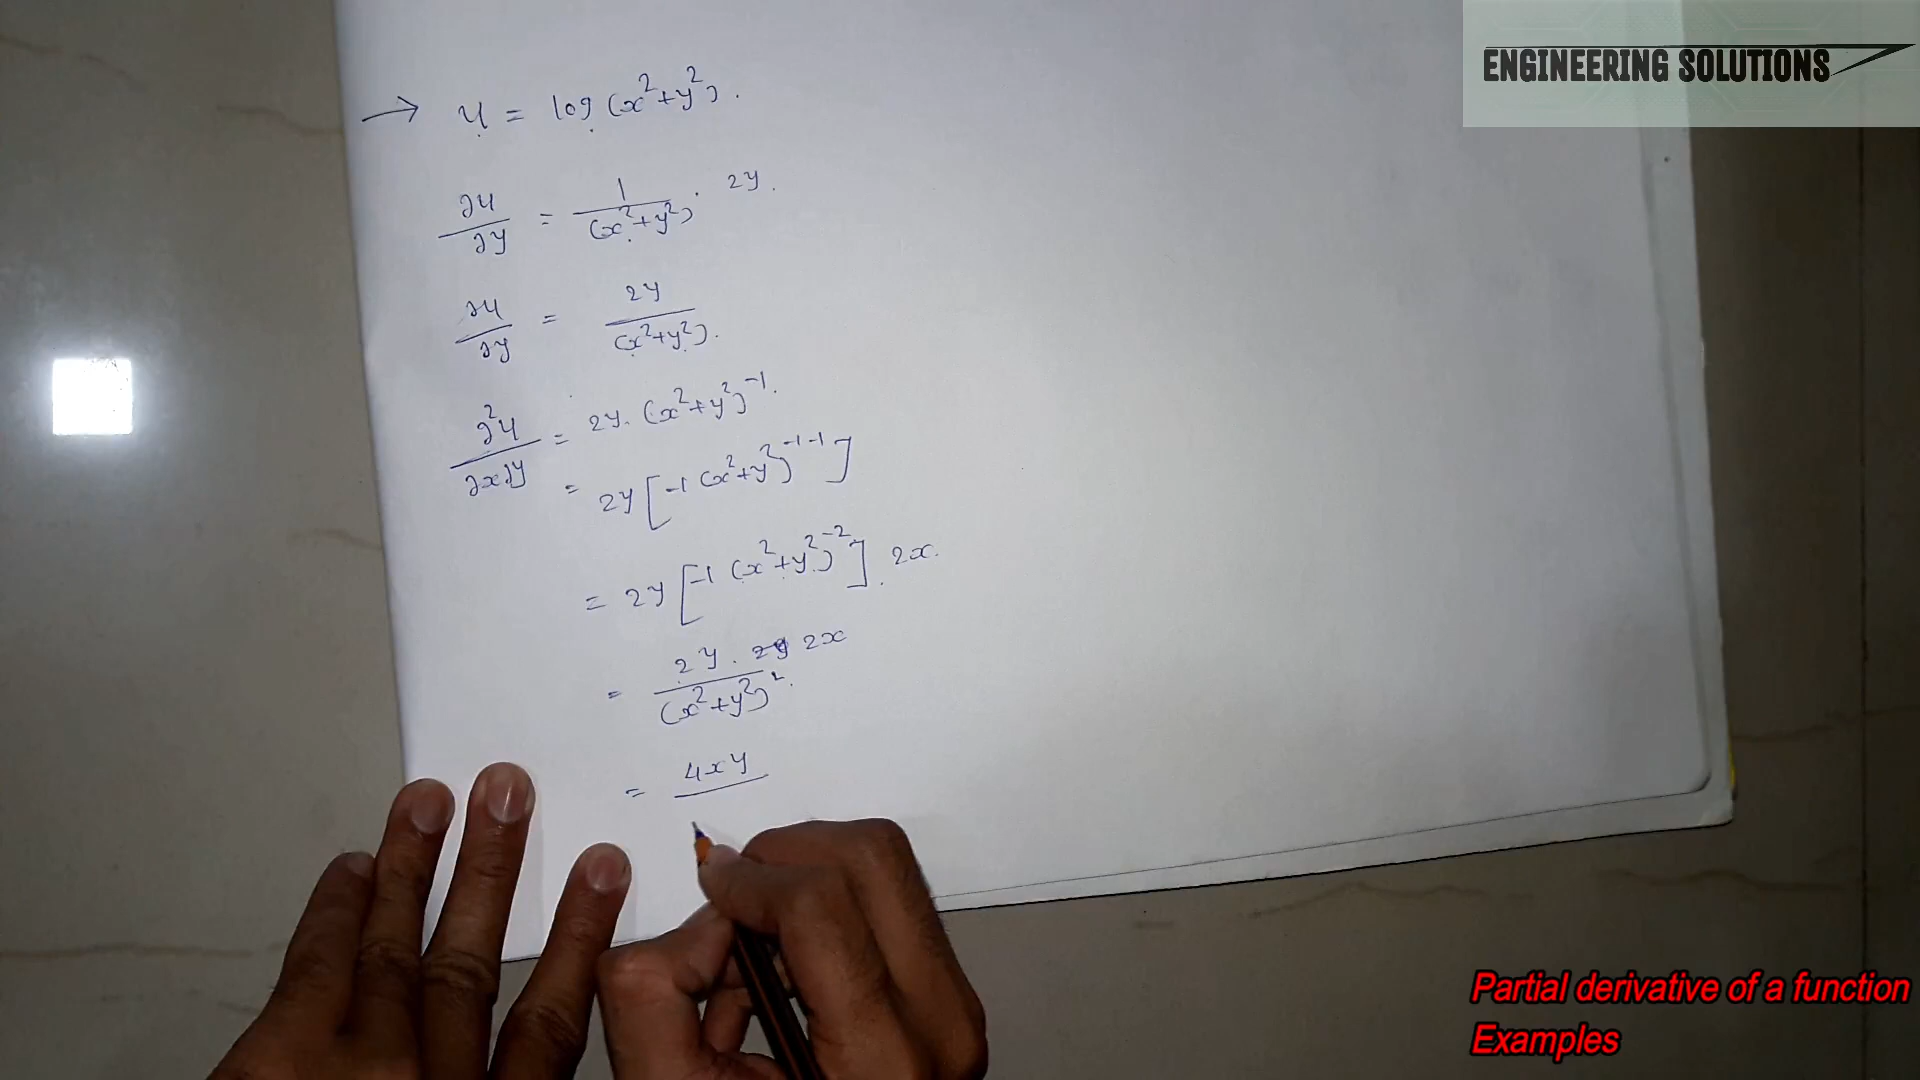 ENGINEERING SOLUTIONS
→ u = log (x²+y²).
∂u/∂y = 1/(x²+y²) . 2y.
∂u/∂y = 2y/(x²+y²).
∂²u/∂x∂y = 2y. (x²+y²)⁻¹.
= 2y [-1 (x²+y²)⁻¹⁻¹]
= 2y [-1 (x²+y²)⁻²] . 2x.
= 2y . 2x/(x²+y²)².
= 4xy
Partial derivative of a function
Examples